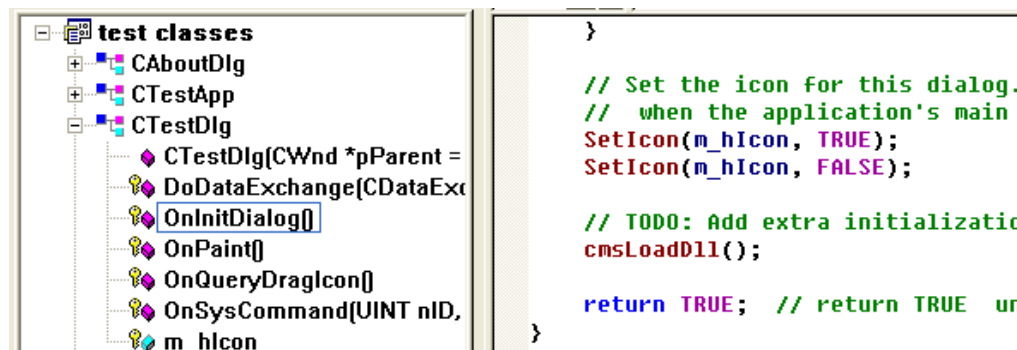 test classes
CAboutDlg
CTestApp
CTestDlg
CTestDlg(CWnd *pParent =
DoDataExchange(CDataExc
OnInitDialog()
OnPaint()
OnQueryDragIcon()
OnSysCommand(UINT nID,
m_hIcon
}
// Set the icon for this dialog.
//  when the application's main
SetIcon(m_hIcon, TRUE);
SetIcon(m_hIcon, FALSE);
// TODO: Add extra initializatio
cmsLoadDll();
return TRUE;  // return TRUE  un
}